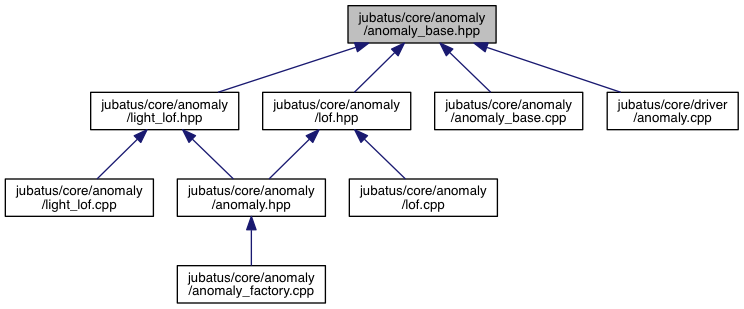 jubatus/core/anomaly
/anomaly_base.hpp
jubatus/core/anomaly
/light_lof.hpp
jubatus/core/anomaly
/lof.hpp
jubatus/core/anomaly
/anomaly_base.cpp
jubatus/core/driver
/anomaly.cpp
jubatus/core/anomaly
/light_lof.cpp
jubatus/core/anomaly
/anomaly.hpp
jubatus/core/anomaly
/lof.cpp
jubatus/core/anomaly
/anomaly_factory.cpp